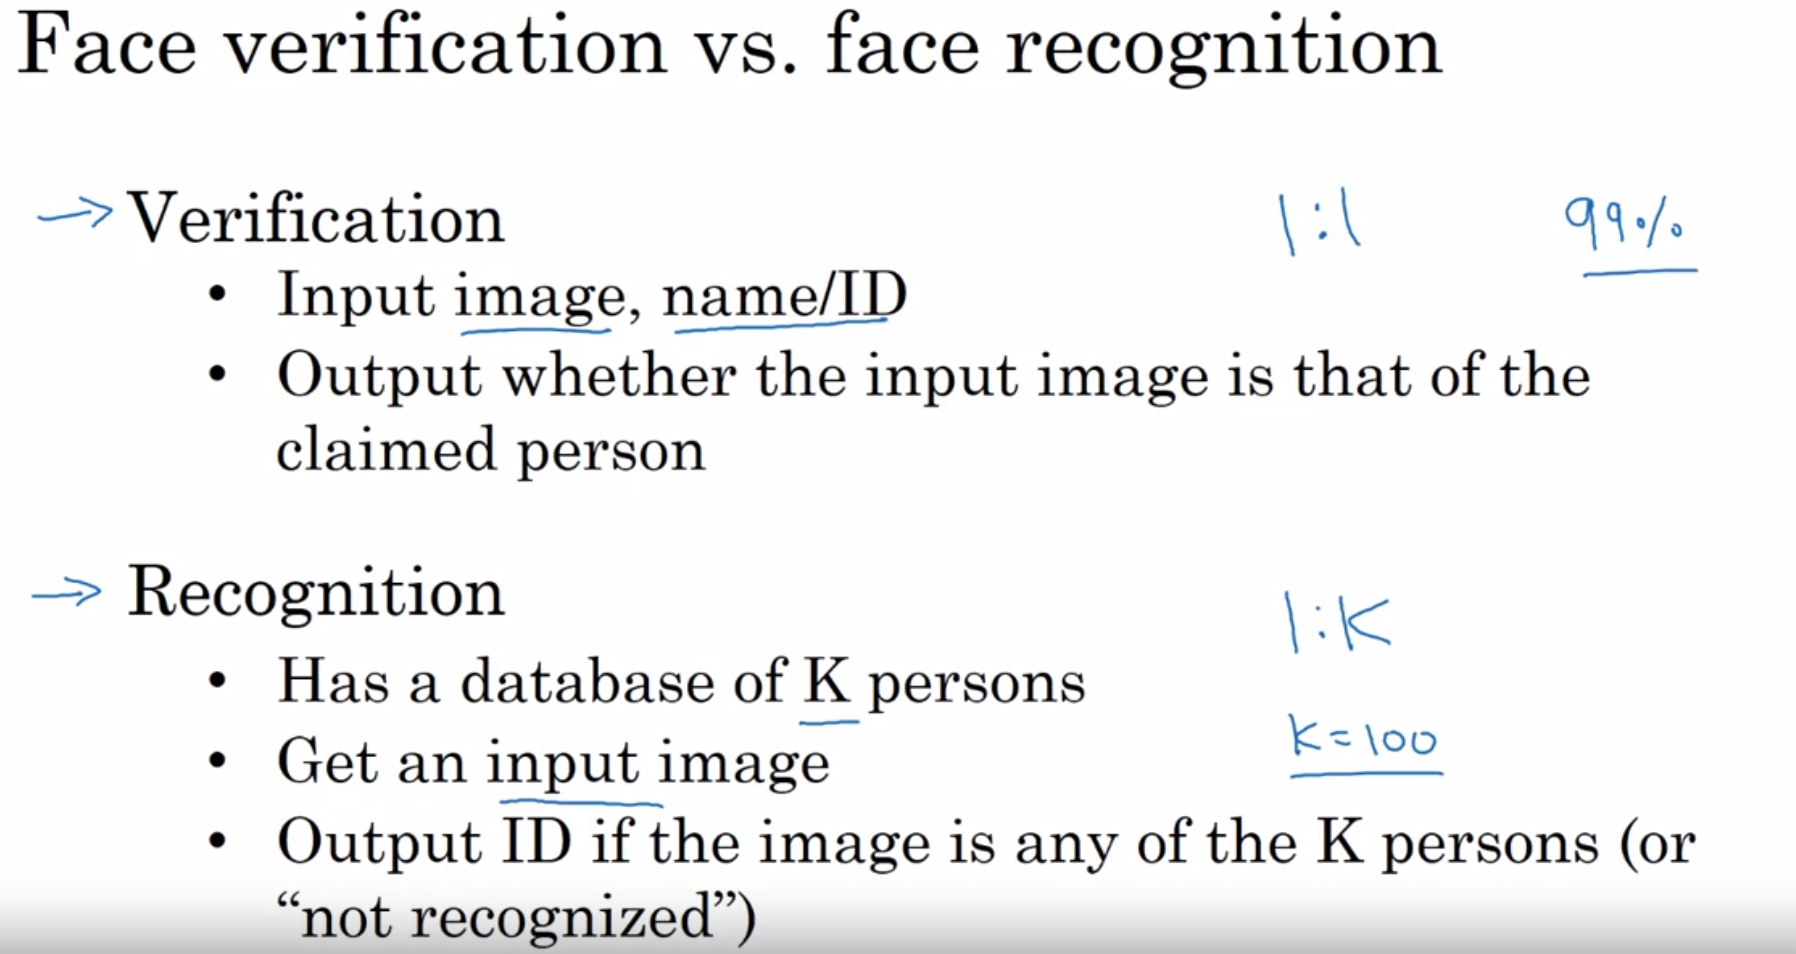 Face verification vs. face recognition
Verification
1:1
99%
• Input image, name/ID
• Output whether the input image is that of the
claimed person
Recognition
1:K
• Has a database of K persons
K=100
• Get an input image
• Output ID if the image is any of the K persons (or
“not recognized”)